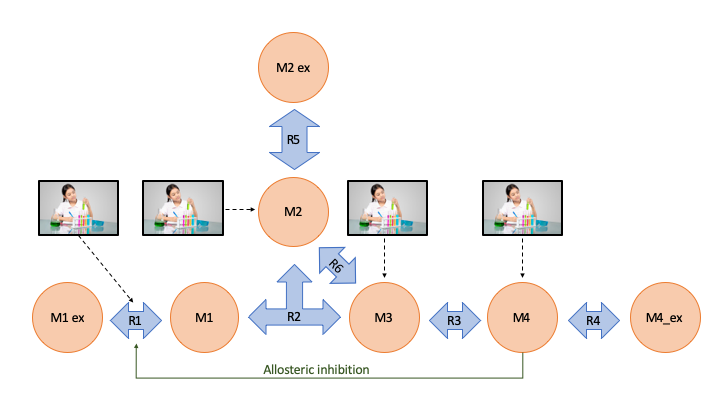 M2 ex
R5
M2
R6
M1 ex
R1
M1
R2
M3
R3
M4
R4
M4_ex
Allosteric inhibition